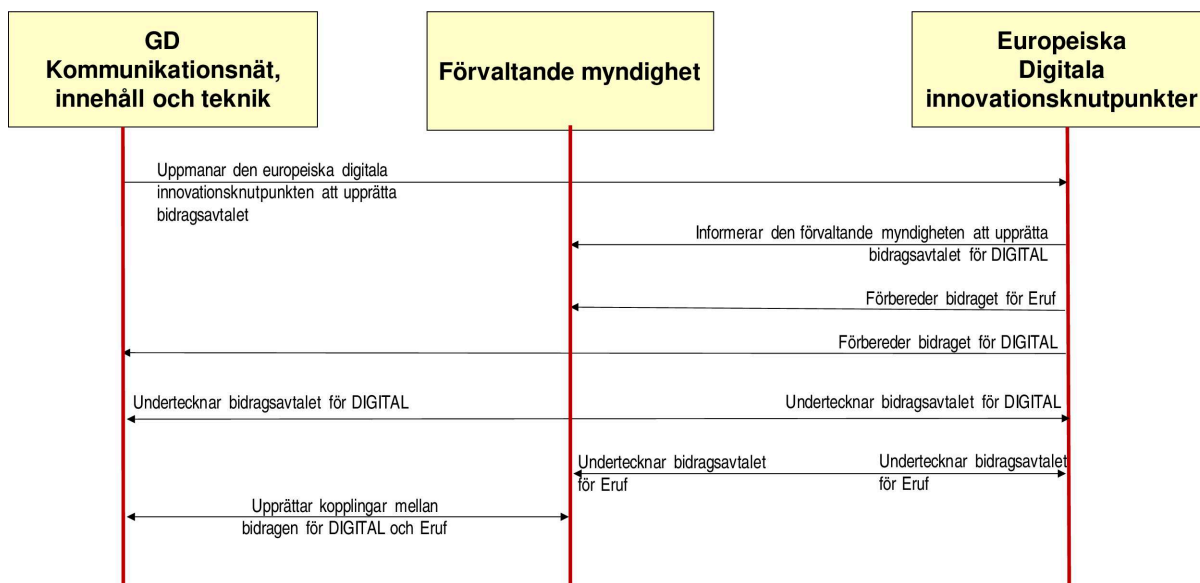 GD
Kommunikationsnät,
innehåll och teknik
Förvaltande myndighet
Europeiska
Digitala
innovationsknutpunkter
Uppmanar den europeiska digitala
innovationsknutpunkten att upprätta
bidragsavtalet
Informerar den förvaltande myndigheten att upprätta
bidragsavtalet för DIGITAL
Förbereder bidraget för Eruf
Förbereder bidraget för DIGITAL
Undertecknar bidragsavtalet för DIGITAL
Undertecknar bidragsavtalet för DIGITAL
Undertecknar bidragsavtalet
för Eruf
Undertecknar bidragsavtalet
för Eruf
Upprättar kopplingar mellan
bidragen för DIGITAL och Eruf